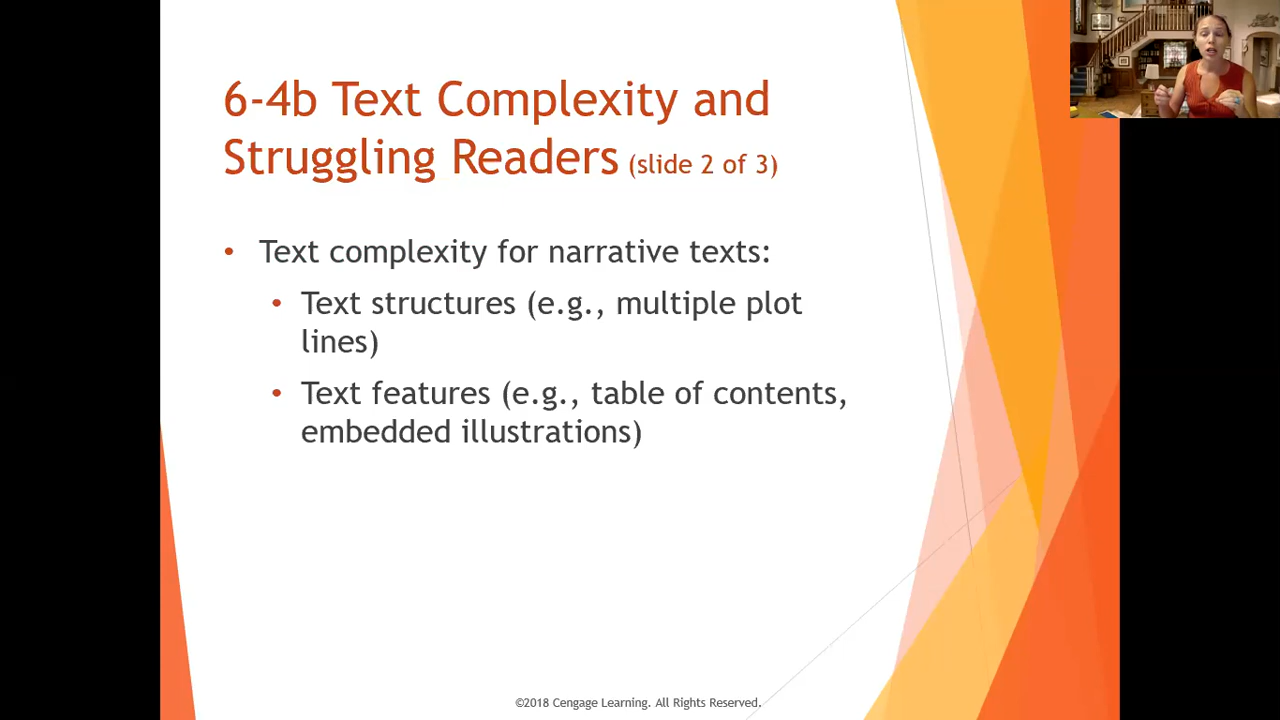 6-4b Text Complexity and
Struggling Readers (slide 2 of 3)
• Text complexity for narrative texts:
• Text structures (e.g., multiple plot
lines)
• Text features (e.g., table of contents,
embedded illustrations)
©2018 Cengage Learning. All Rights Reserved.